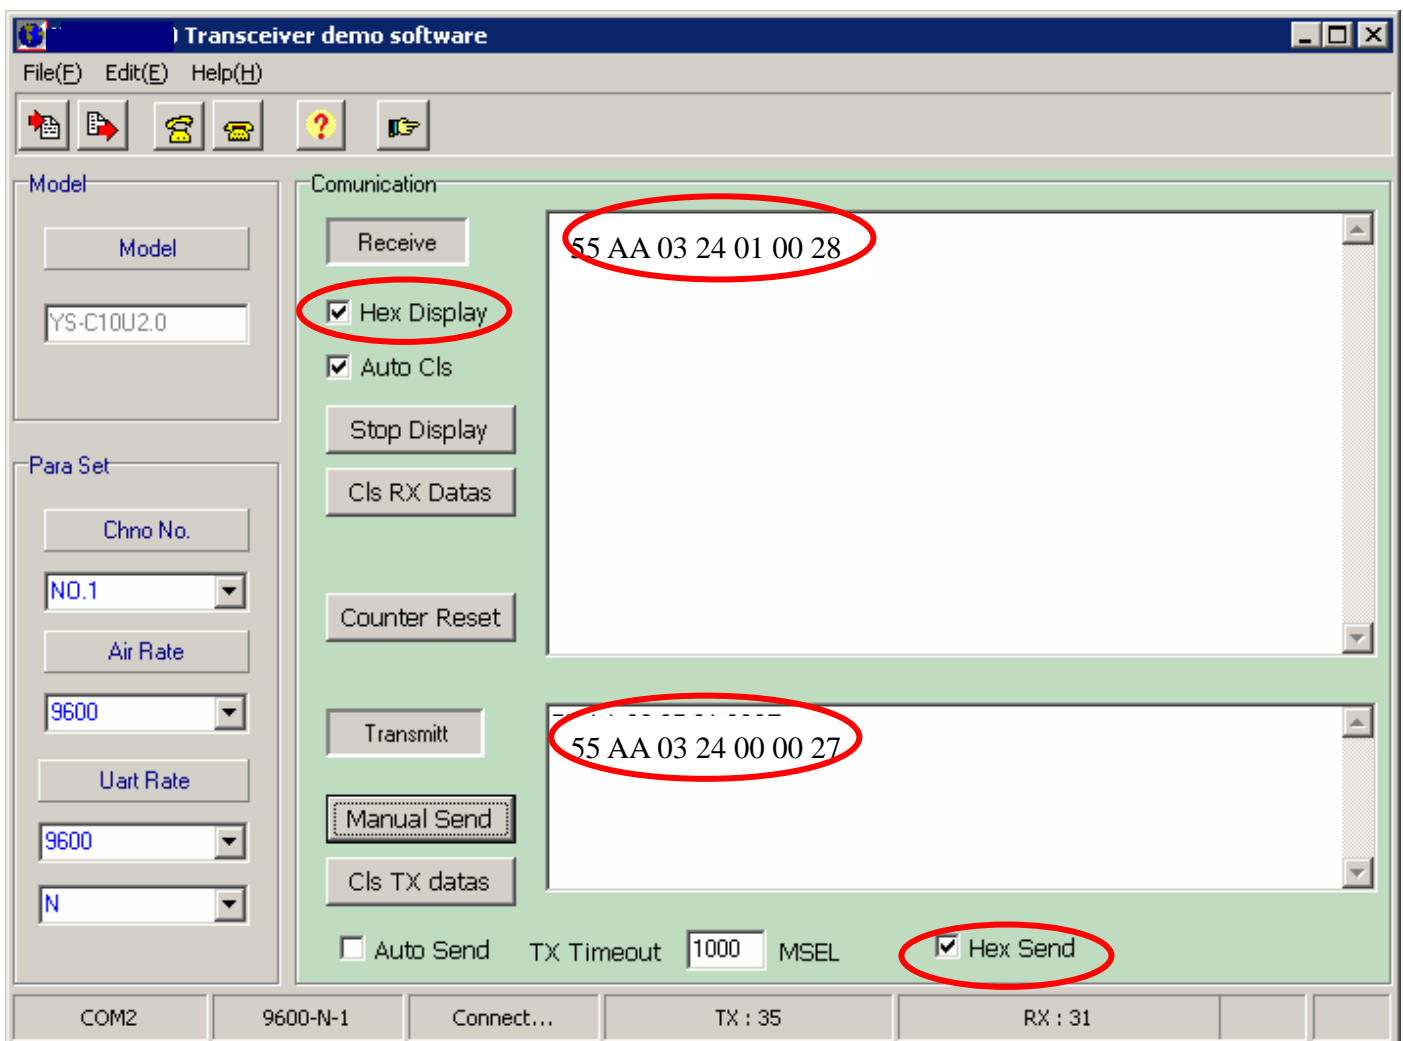 Transceiver demo software
File(F) Edit(E) Help(H)
Model
Model
YS-C10U2.0
Para Set
Chno No.
NO.1
Air Rate
9600
Uart Rate
9600
N
Comunication
Receive
55 AA 03 24 01 00 28
Hex Display
Auto Cls
Stop Display
Cls RX Datas
Counter Reset
Transmitt
55 AA 03 24 00 00 27
Manual Send
Cls TX datas
Auto Send TX Timeout 1000 MSEL Hex Send
COM2 9600-N-1 Connect... TX : 35 RX : 31